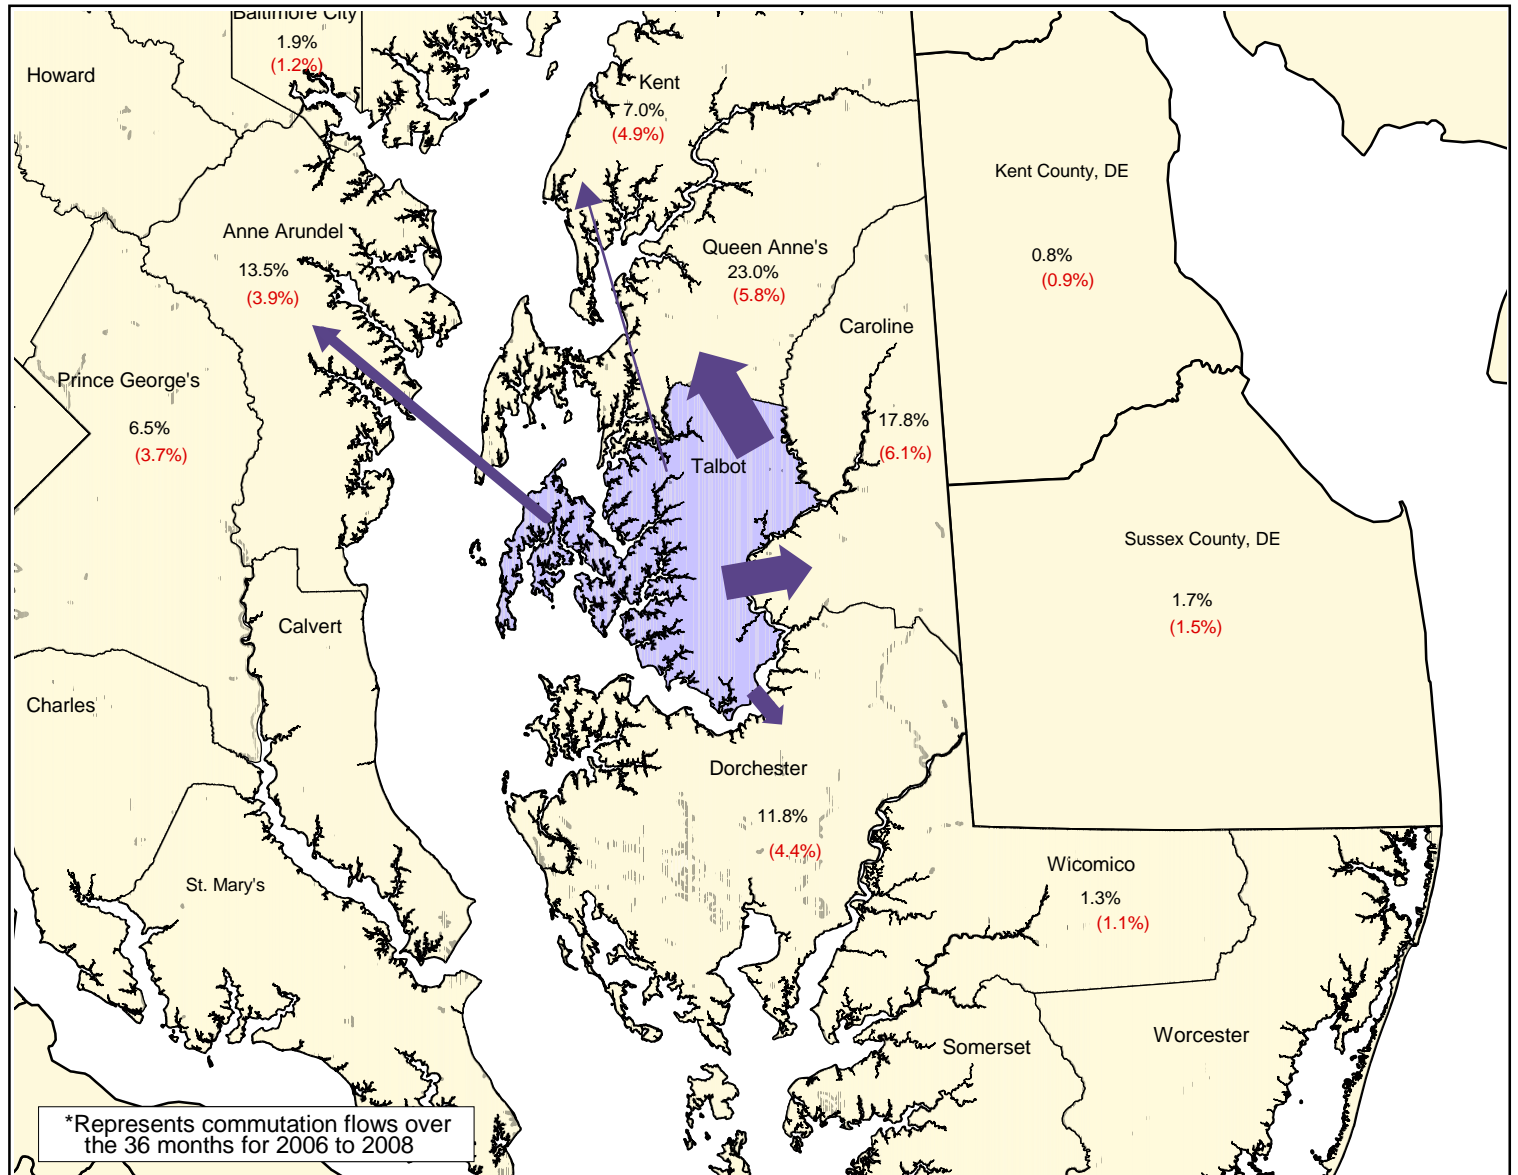 Baltimore City
1.9%
(1.2%)
Howard
Kent
7.0%
(4.9%)
Kent County, DE
0.8%
(0.9%)
Anne Arundel
13.5%
(3.9%)
Queen Anne's
23.0%
(5.8%)
Caroline
17.8%
(6.1%)
Prince George's
6.5%
(3.7%)
Talbot
Sussex County, DE
1.7%
(1.5%)
Calvert
Charles
Dorchester
11.8%
(4.4%)
St. Mary's
Wicomico
1.3%
(1.1%)
Worcester
Somerset
*Represents commutation flows over
the 36 months for 2006 to 2008